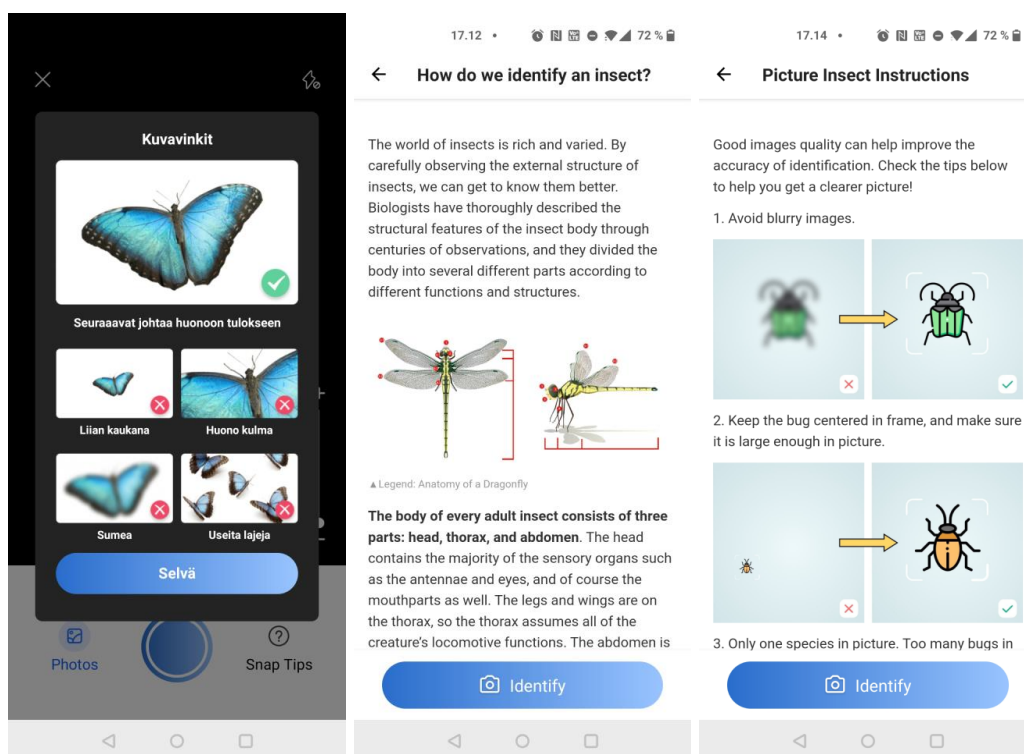 Kuvavinkit
Seuraaavat johtaa huonoon tulokseen
Liian kaukana
Huono kulma
Sumea
Useita lajeja
Selvä
Photos
Snap Tips
17.12
72 %
How do we identify an insect?
The world of insects is rich and varied. By
carefully observing the external structure of
insects, we can get to know them better.
Biologists have thoroughly described the
structural features of the insect body through
centuries of observations, and they divided the
body into several different parts according to
different functions and structures.
▲Legend: Anatomy of a Dragonfly
The body of every adult insect consists of three
parts: head, thorax, and abdomen. The head
contains the majority of the sensory organs such
as the antennae and eyes, and of course the
mouthparts as well. The legs and wings are on
the thorax, so the thorax assumes all of the
creature's locomotive functions. The abdomen is
Identify
17.14
72 %
Picture Insect Instructions
Good images quality can help improve the
accuracy of identification. Check the tips below
to help you get a clearer picture!
1. Avoid blurry images.
2. Keep the bug centered in frame, and make sure
it is large enough in picture.
3. Only one species in picture. Too many bugs in
Identify